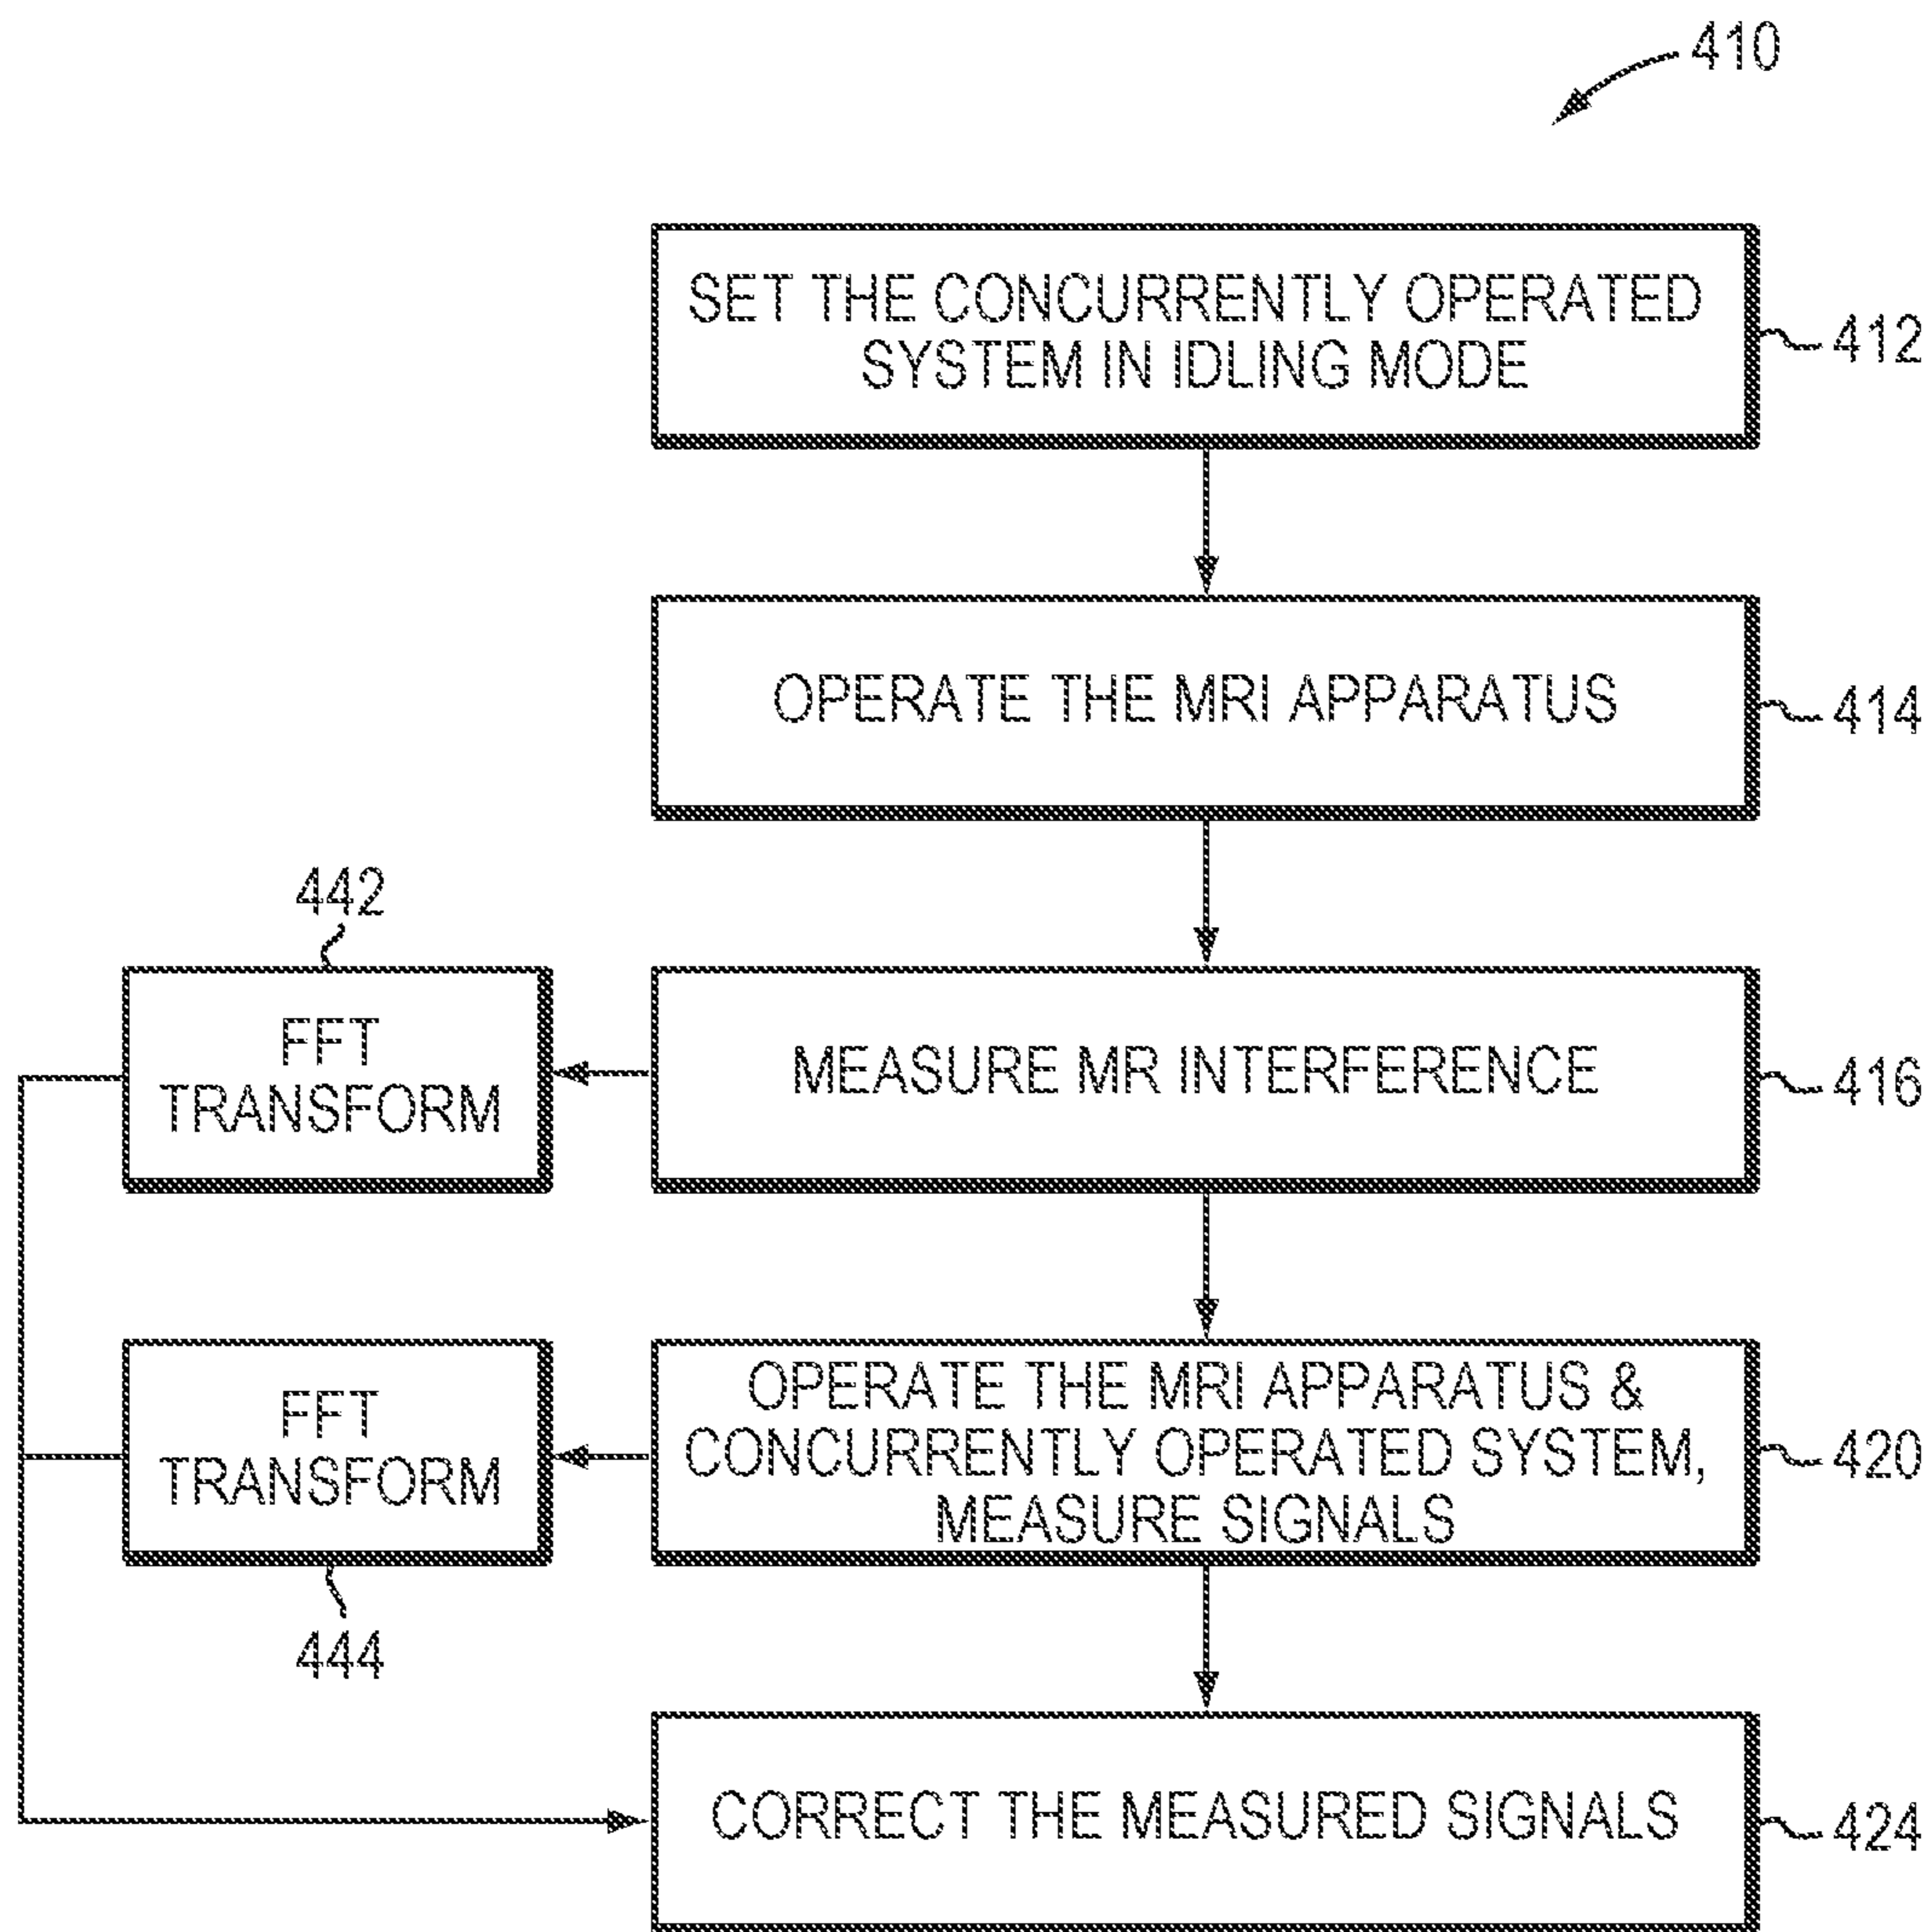 410
SET THE CONCURRENTLY OPERATED
SYSTEM IN IDLING MODE
412
OPERATE THE MRI APPARATUS
414
442
FFT
TRANSFORM
MEASURE MR INTERFERENCE
416
FFT
TRANSFORM
444
OPERATE THE MRI APPARATUS &
CONCURRENTLY OPERATED SYSTEM,
MEASURE SIGNALS
420
CORRECT THE MEASURED SIGNALS
424